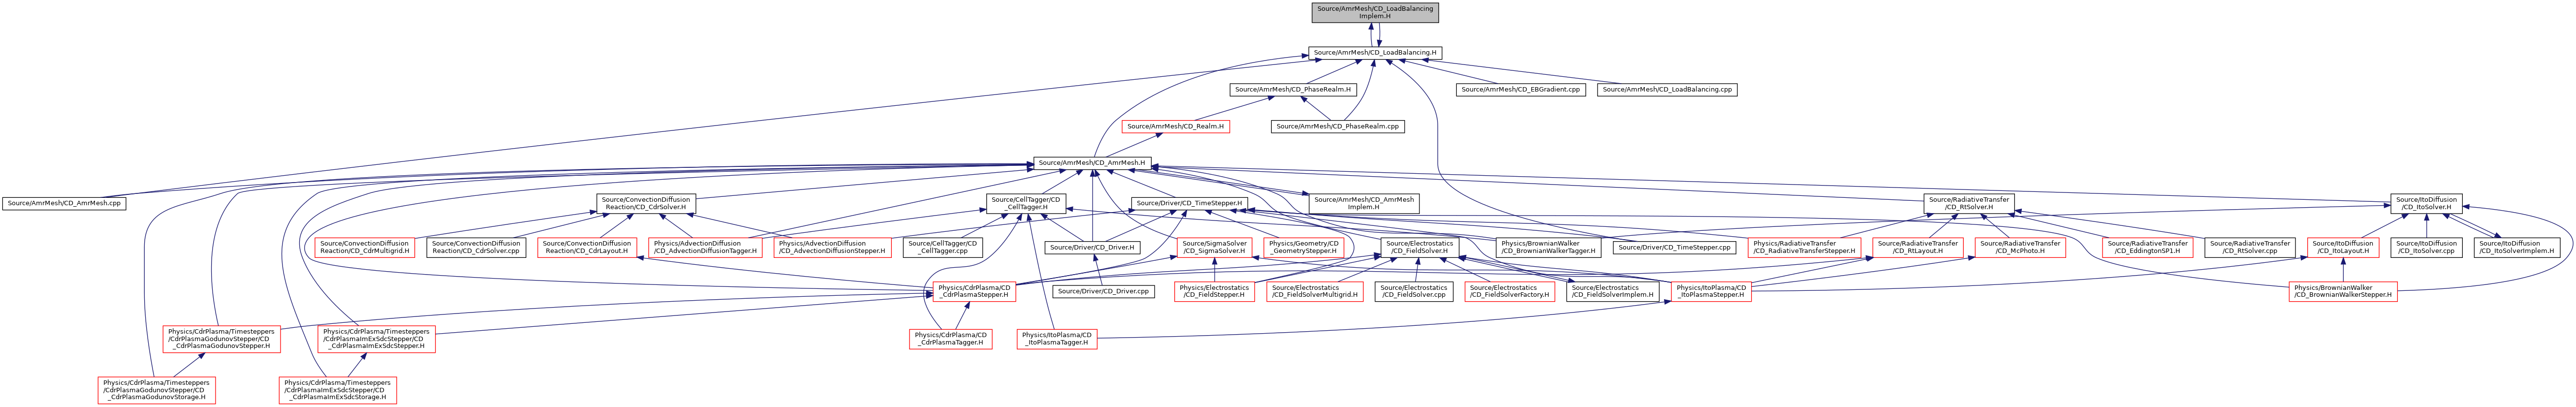 Source/AmrMesh/CD_LoadBalancing
Implem.H
Source/AmrMesh/CD_LoadBalancing.H
Source/AmrMesh/CD_PhaseRealm.H
Source/AmrMesh/CD_EBGradient.cpp
Source/AmrMesh/CD_LoadBalancing.cpp
Source/AmrMesh/CD_Realm.H
Source/AmrMesh/CD_PhaseRealm.cpp
Source/AmrMesh/CD_AmrMesh.H
Source/AmrMesh/CD_AmrMesh.cpp
Source/ConvectionDiffusion
Reaction/CD_CdrSolver.H
Source/CellTagger/CD
_CellTagger.H
Source/Driver/CD_TimeStepper.H
Source/AmrMesh/CD_AmrMesh
Implem.H
Source/RadiativeTransfer
/CD_RtSolver.H
Source/ItoDiffusion
/CD_ItoSolver.H
Source/ConvectionDiffusion
Reaction/CD_CdrMultigrid.H
Source/ConvectionDiffusion
Reaction/CD_CdrSolver.cpp
Source/ConvectionDiffusion
Reaction/CD_CdrLayout.H
Physics/AdvectionDiffusion
/CD_AdvectionDiffusionTagger.H
Physics/AdvectionDiffusion
/CD_AdvectionDiffusionStepper.H
Source/CellTagger/CD
_CellTagger.cpp
Source/Driver/CD_Driver.H
Source/SigmaSolver
/CD_SigmaSolver.H
Physics/Geometry/CD
_GeometryStepper.H
Source/Electrostatics
/CD_FieldSolver.H
Physics/BrownianWalker
/CD_BrownianWalkerTagger.H
Source/Driver/CD_TimeStepper.cpp
Physics/RadiativeTransfer
/CD_RadiativeTransferStepper.H
Source/RadiativeTransfer
/CD_RtLayout.H
Source/RadiativeTransfer
/CD_McPhoto.H
Source/RadiativeTransfer
/CD_EddingtonSP1.H
Source/RadiativeTransfer
/CD_RtSolver.cpp
Source/ItoDiffusion
/CD_ItoLayout.H
Source/ItoDiffusion
/CD_ItoSolver.cpp
Source/ItoDiffusion
/CD_ItoSolverImplem.H
Physics/CdrPlasma/CD
_CdrPlasmaStepper.H
Source/Driver/CD_Driver.cpp
Physics/Electrostatics
/CD_FieldStepper.H
Source/Electrostatics
/CD_FieldSolverMultigrid.H
Source/Electrostatics
/CD_FieldSolver.cpp
Source/Electrostatics
/CD_FieldSolverFactory.H
Source/Electrostatics
/CD_FieldSolverImplem.H
Physics/ItoPlasma/CD
_ItoPlasmaStepper.H
Physics/BrownianWalker
/CD_BrownianWalkerStepper.H
Physics/CdrPlasma/Timesteppers
/CdrPlasmaGodunovStepper/CD
_CdrPlasmaGodunovStepper.H
Physics/CdrPlasma/Timesteppers
/CdrPlasmaImExSdcStepper/CD
_CdrPlasmaImExSdcStepper.H
Physics/CdrPlasma/CD
_CdrPlasmaTagger.H
Physics/ItoPlasma/CD
_ItoPlasmaTagger.H
Physics/CdrPlasma/Timesteppers
/CdrPlasmaGodunovStepper/CD
_CdrPlasmaGodunovStorage.H
Physics/CdrPlasma/Timesteppers
/CdrPlasmaImExSdcStepper/CD
_CdrPlasmaImExSdcStorage.H